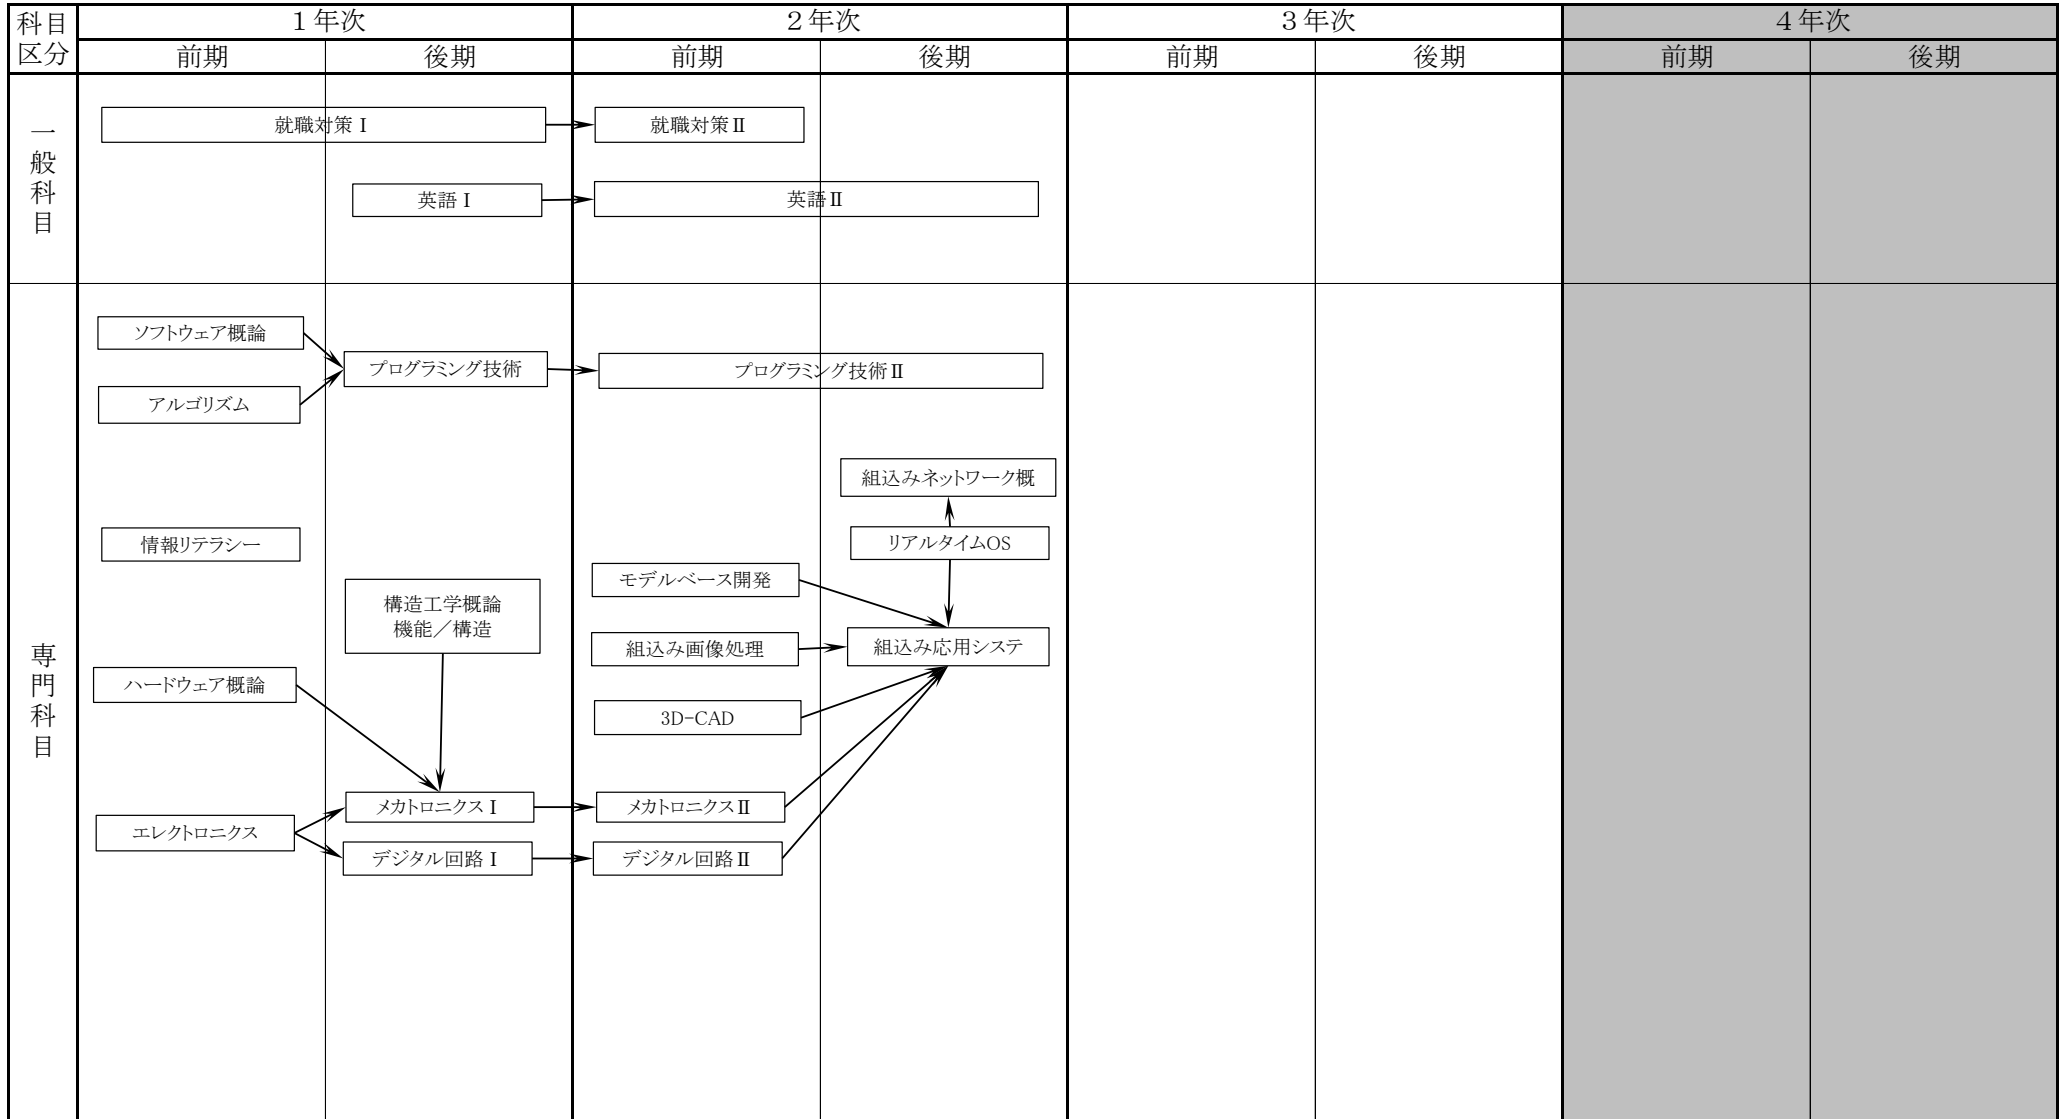 科目
区分
１年次
２年次
３年次
４年次
前期
後期
前期
後期
前期
後期
前期
後期
一般科目
就職対策Ⅰ
就職対策Ⅱ
英語Ⅰ
英語Ⅱ
専門科目
ソフトウェア概論
プログラミング技術
プログラミング技術Ⅱ
アルゴリズム
組込みネットワーク概
情報リテラシー
リアルタイムOS
モデルベース開発
構造工学概論
機能／構造
組込み画像処理
組込み応用システ
ハードウェア概論
3D-CAD
メカトロニクスⅠ
メカトロニクスⅡ
エレクトロニクス
デジタル回路Ⅰ
デジタル回路Ⅱ